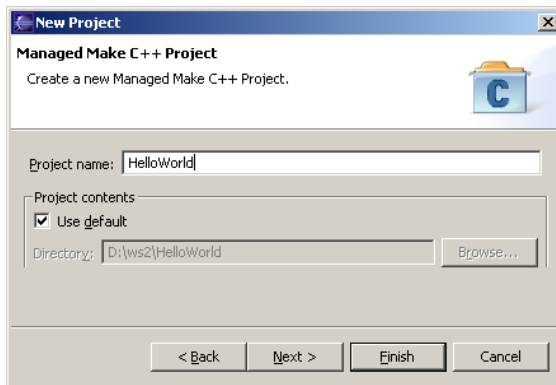 New Project
Managed Make C++ Project
Create a new Managed Make C++ Project.
C
Project name: HelloWorld
Project contents
Use default
Directory: D:\ws2\HelloWorld Browse...
< Back Next > Finish Cancel